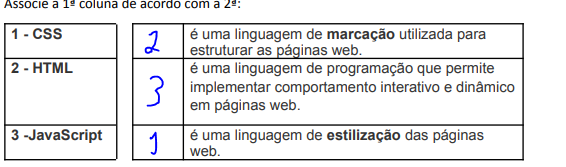 Associe a 1ª coluna de acordo com a 2ª:
1 - CSS
2
é uma linguagem de marcação utilizada para
estruturar as páginas web.
2 - HTML
3
é uma linguagem de programação que permite
implementar comportamento interativo e dinâmico
em páginas web.
3 -JavaScript
1
é uma linguagem de estilização das páginas
web.